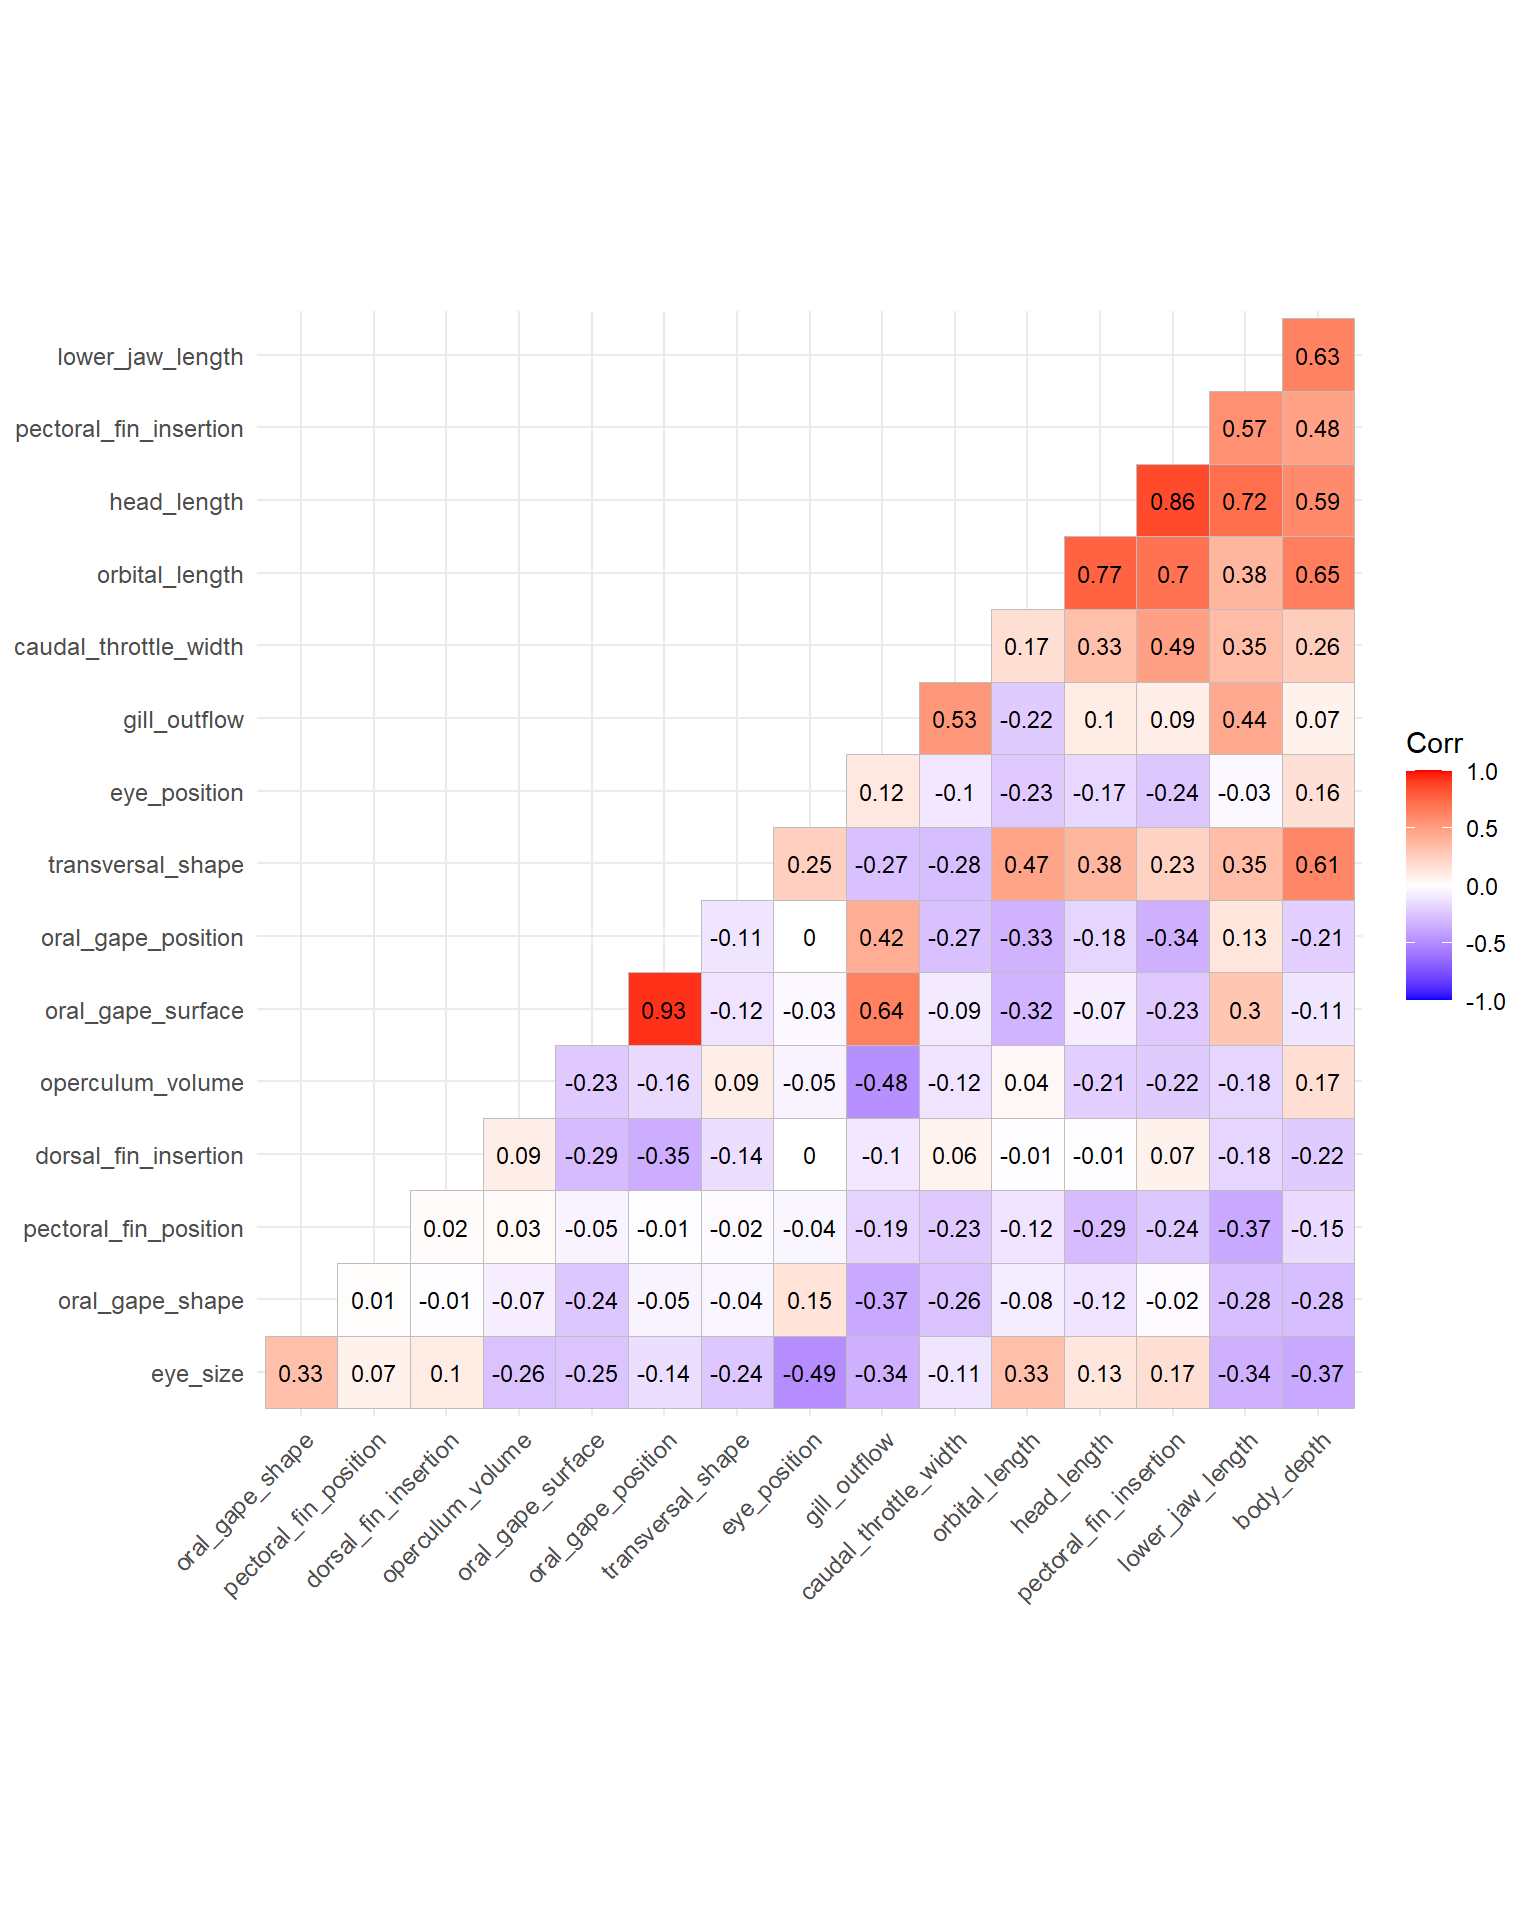 lower_jaw_length 0.63
pectoral_fin_insertion 0.57 0.48
head_length 0.86 0.72 0.59
orbital_length 0.77 0.7 0.38 0.65
caudal_throttle_width 0.17 0.33 0.49 0.35 0.26
gill_outflow 0.53 -0.22 0.1 0.09 0.44 0.07
eye_position 0.12 -0.1 -0.23 -0.17 -0.24 -0.03 0.16
transversal_shape 0.25 -0.27 -0.28 0.47 0.38 0.23 0.35 0.61
oral_gape_position -0.11 0 0.42 -0.27 -0.33 -0.18 -0.34 0.13 -0.21
oral_gape_surface 0.93 -0.12 -0.03 0.64 -0.09 -0.32 -0.07 -0.23 0.3 -0.11
operculum_volume -0.23 -0.16 0.09 -0.05 -0.48 -0.12 0.04 -0.21 -0.22 -0.18 0.17
dorsal_fin_insertion 0.09 -0.29 -0.35 -0.14 0 -0.1 0.06 -0.01 -0.01 0.07 -0.18 -0.22
pectoral_fin_position 0.02 0.03 -0.05 -0.01 -0.02 -0.04 -0.19 -0.23 -0.12 -0.29 -0.24 -0.37 -0.15
oral_gape_shape 0.01 -0.01 -0.07 -0.24 -0.05 -0.04 0.15 -0.37 -0.26 -0.08 -0.12 -0.02 -0.28 -0.28
eye_size 0.33 0.07 0.1 -0.26 -0.25 -0.14 -0.24 -0.49 -0.34 -0.11 0.33 0.13 0.17 -0.34 -0.37
oral_gape_shape
pectoral_fin_position
dorsal_fin_insertion
operculum_volume
oral_gape_surface
oral_gape_position
transversal_shape
eye_position
gill_outflow
caudal_throttle_width
orbital_length
head_length
pectoral_fin_insertion
lower_jaw_length
body_depth
Corr
1.0
0.5
0.0
-0.5
-1.0